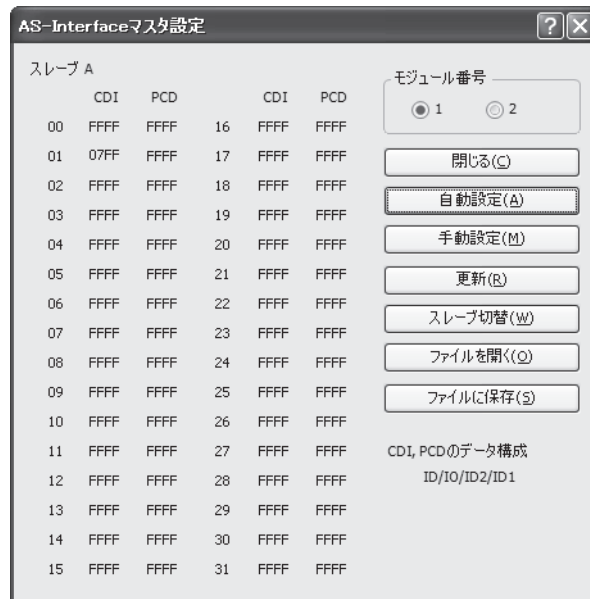 AS-Interfaceマスタ設定
スレーブ A
CDI PCD CDI PCD
00 FFFF FFFF 16 FFFF FFFF
01 07FF FFFF 17 FFFF FFFF
02 FFFF FFFF 18 FFFF FFFF
03 FFFF FFFF 19 FFFF FFFF
04 FFFF FFFF 20 FFFF FFFF
05 FFFF FFFF 21 FFFF FFFF
06 FFFF FFFF 22 FFFF FFFF
07 FFFF FFFF 23 FFFF FFFF
08 FFFF FFFF 24 FFFF FFFF
09 FFFF FFFF 25 FFFF FFFF
10 FFFF FFFF 26 FFFF FFFF
11 FFFF FFFF 27 FFFF FFFF
12 FFFF FFFF 28 FFFF FFFF
13 FFFF FFFF 29 FFFF FFFF
14 FFFF FFFF 30 FFFF FFFF
15 FFFF FFFF 31 FFFF FFFF
モジュール番号
1 2
閉じる(C)
自動設定(A)
手動設定(M)
更新(R)
スレーブ切替(W)
ファイルを開く(O)
ファイルに保存(S)
CDI, PCDのデータ構成
ID/IO/ID2/ID1